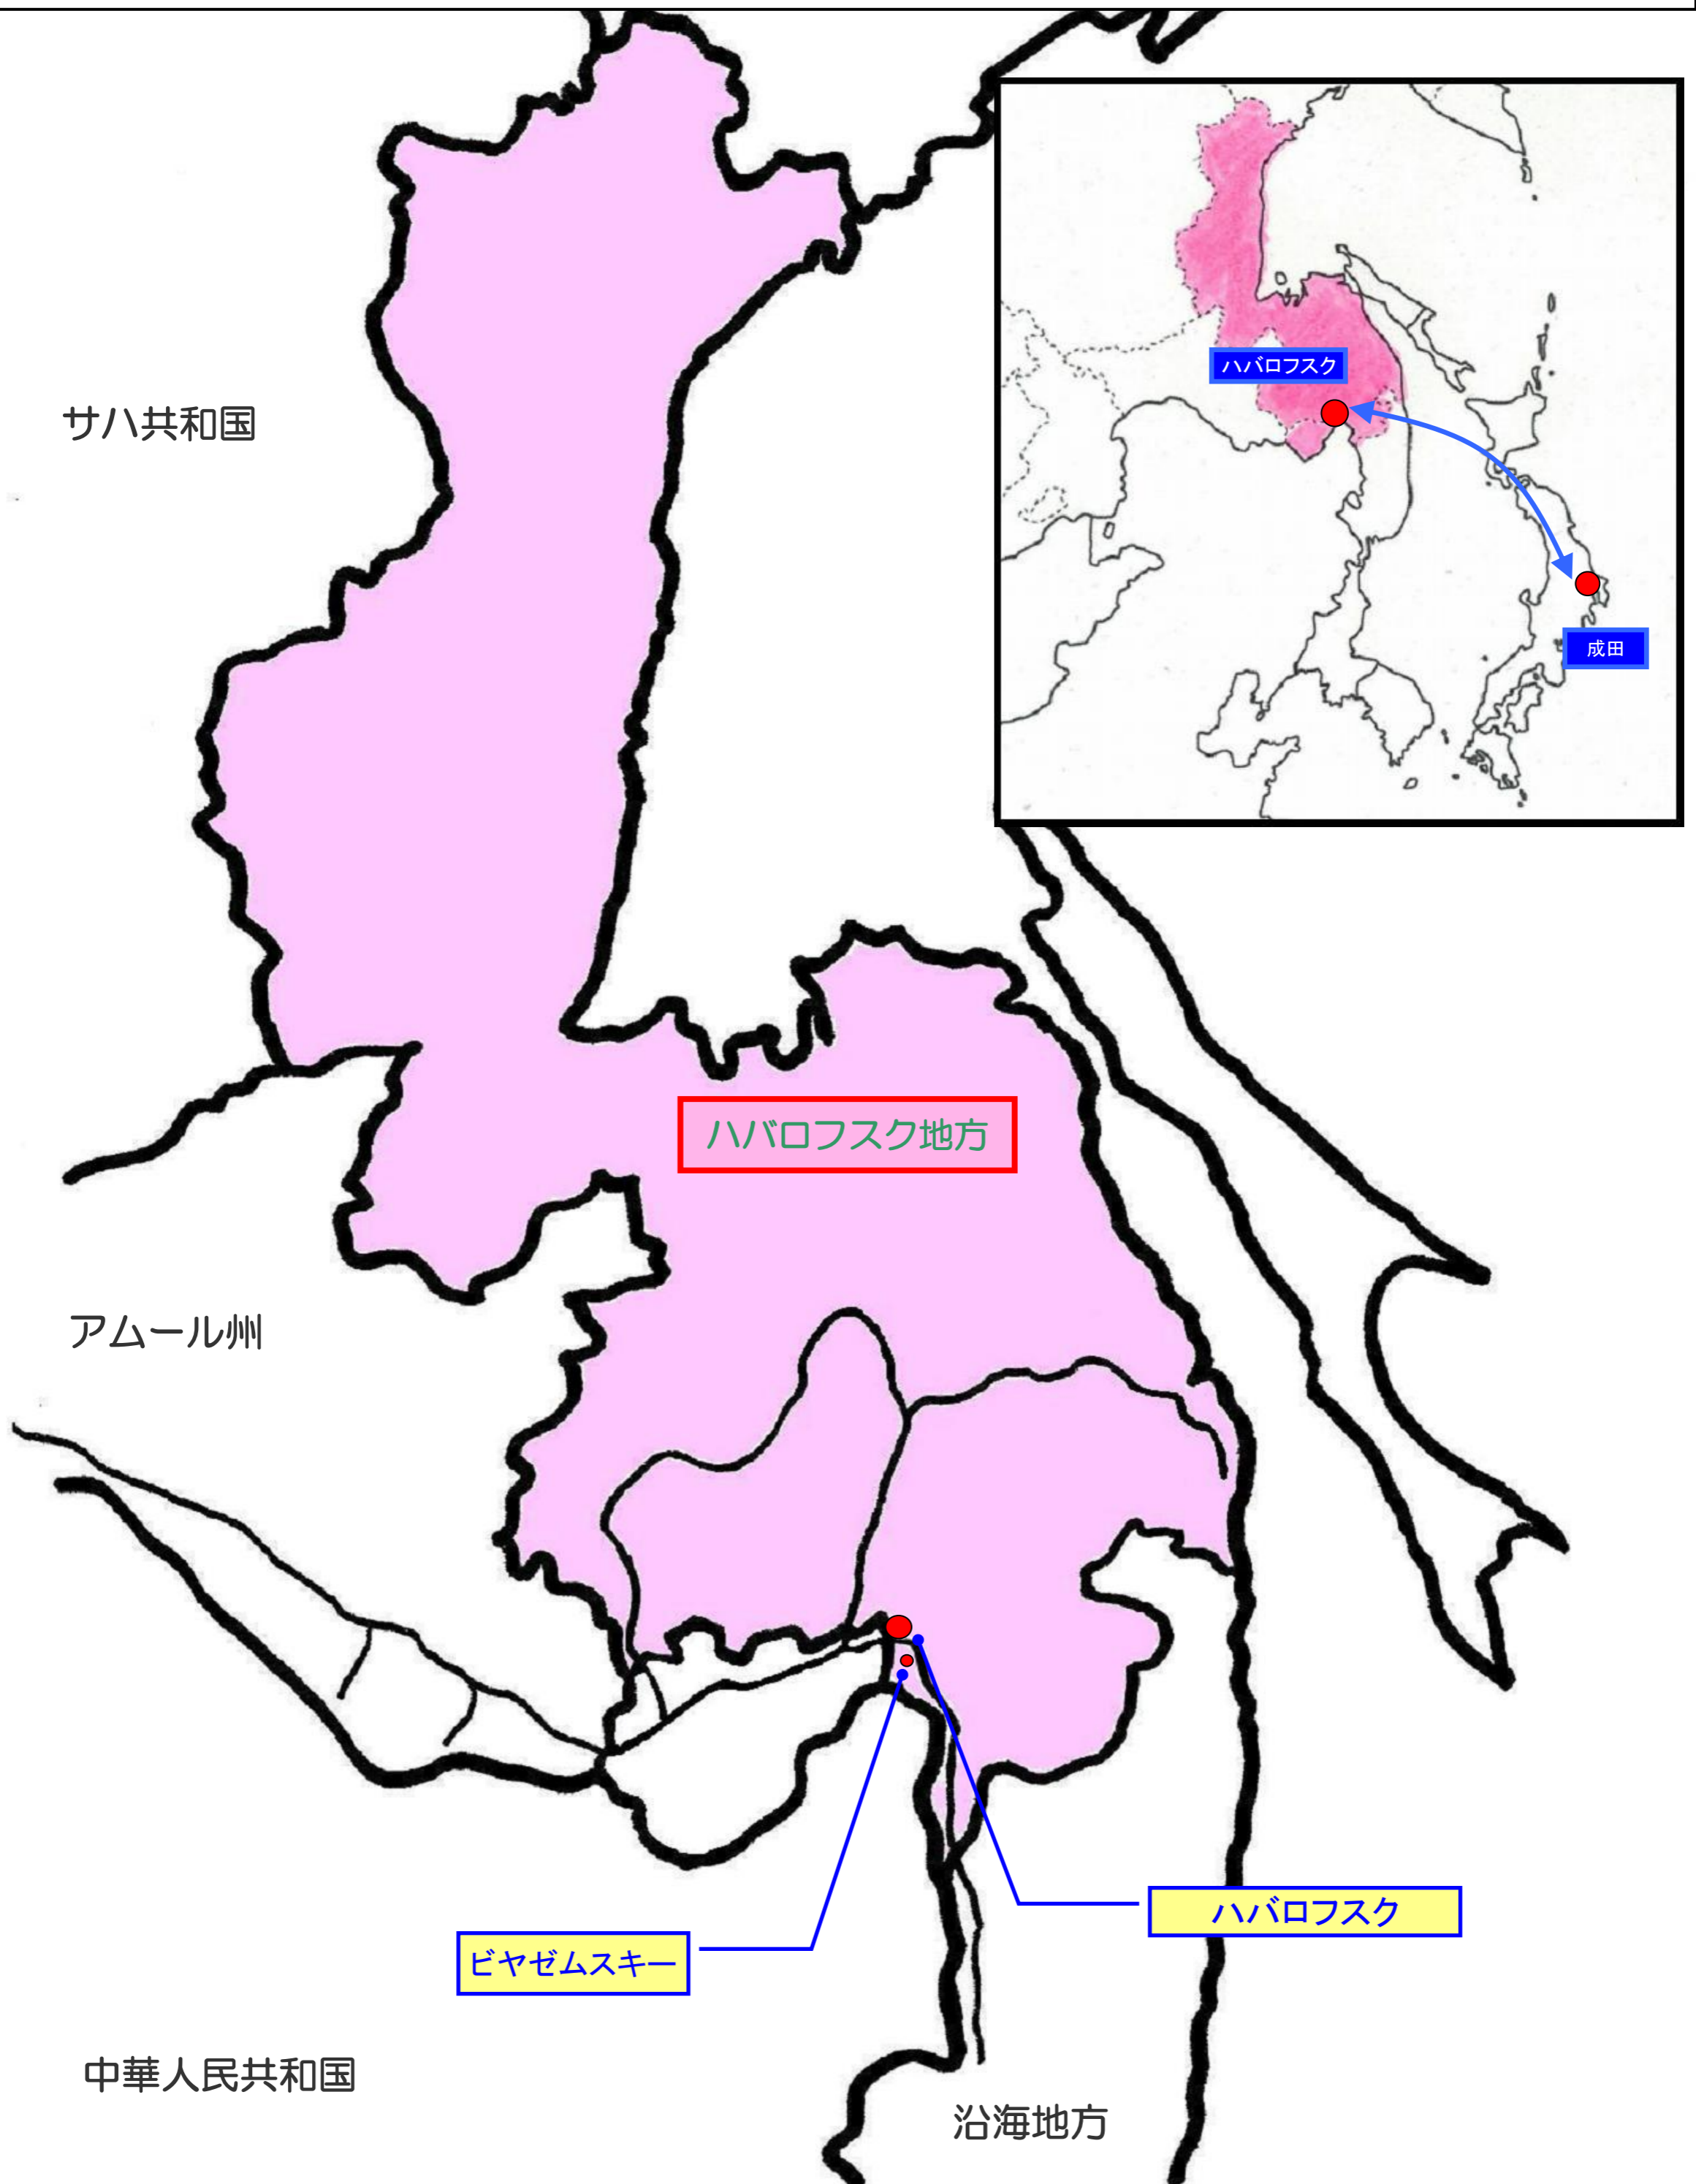 ハバロフスク
サハ共和国
成田
ハバロフスク地方
アムール州
ハバロフスク
ビヤゼムスキー
中華人民共和国
沿海地方